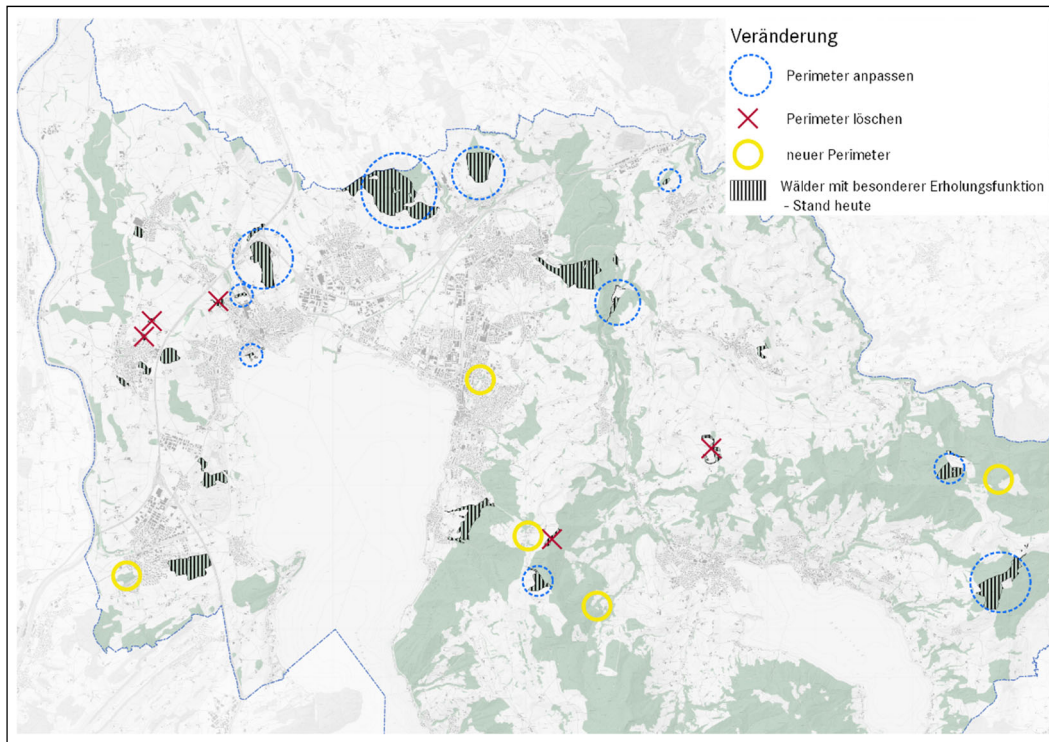 Veränderung
Perimeter anpassen
Perimeter löschen
neuer Perimeter
Wälder mit besonderer Erholungsfunktion
- Stand heute